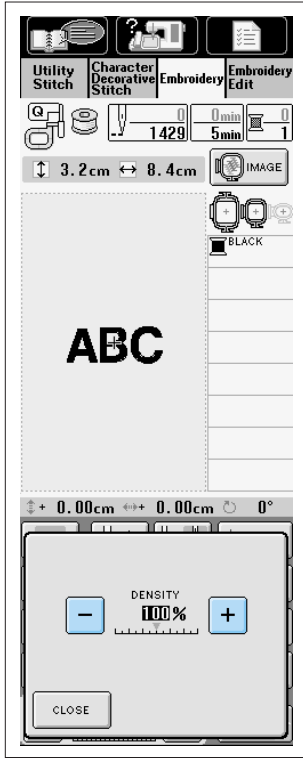 Utility Stitch
Character Decorative Stitch
Embroidery
Embroidery Edit
Q
0
1429
0min
5min
0
1
3.2cm 8.4cm
IMAGE
BLACK
ABC
+ 0.00cm + 0.00cm 0°
DENSITY
100%
- +
CLOSE